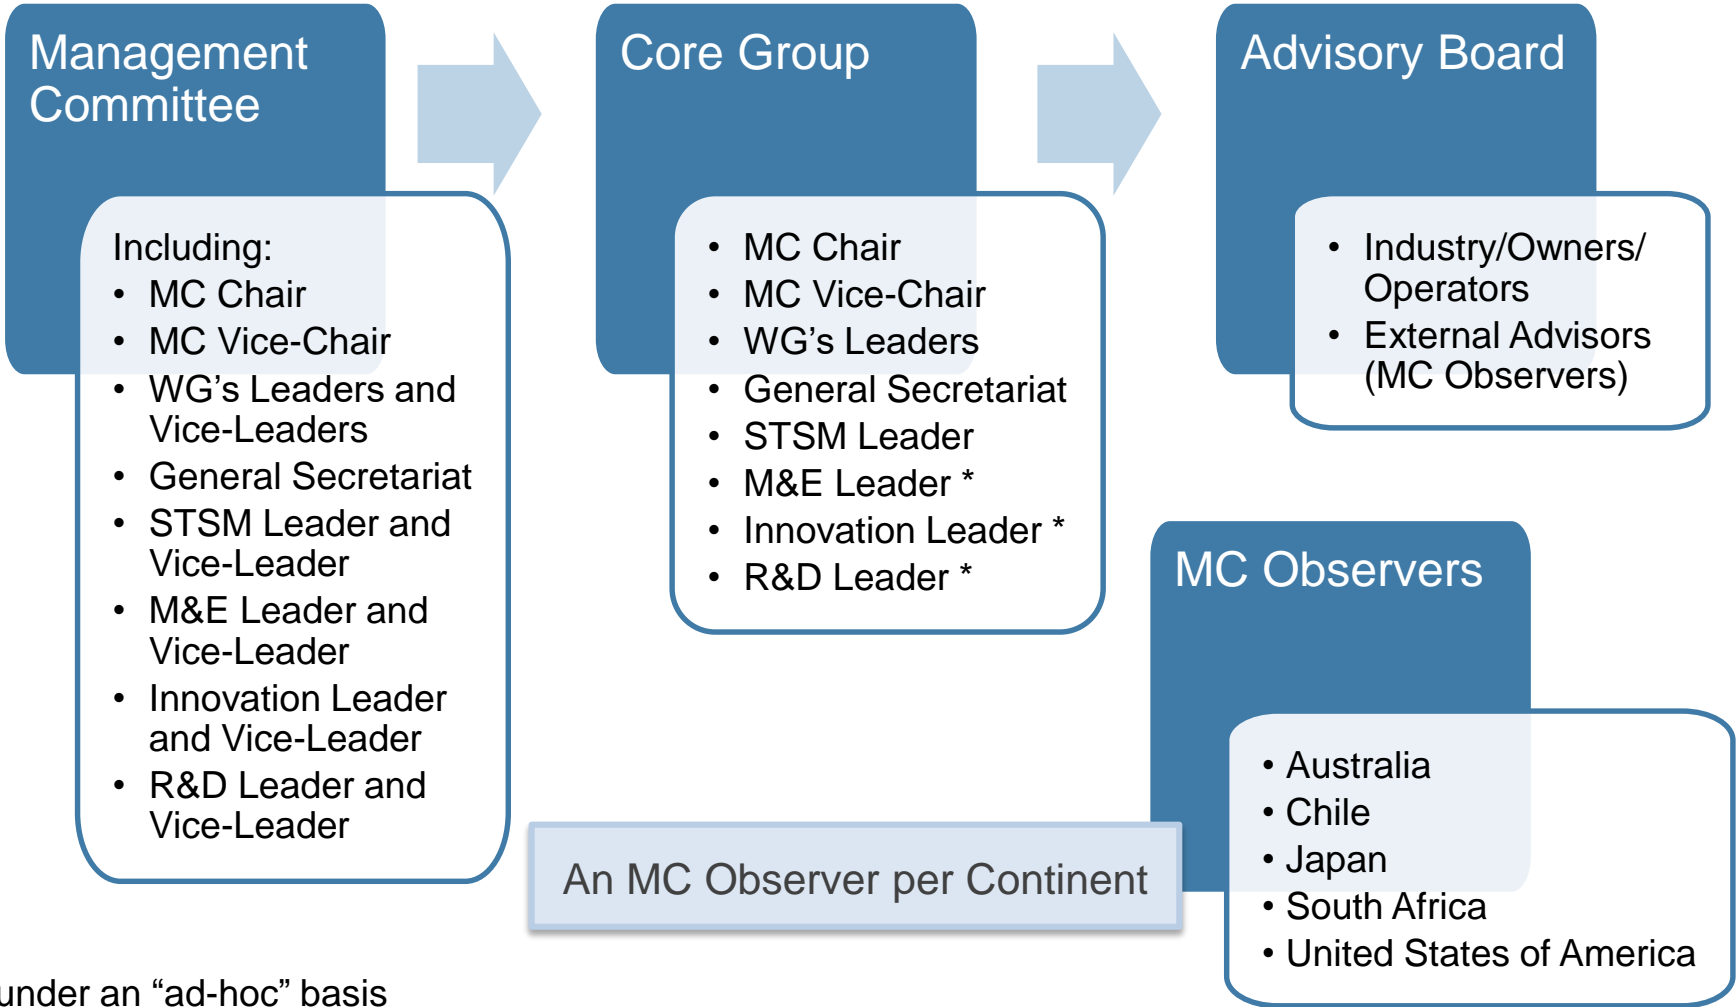 Management
Committee
Including:
• MC Chair
• MC Vice-Chair
• WG’s Leaders and
Vice-Leaders
• General Secretariat
• STSM Leader and
Vice-Leader
• M&E Leader and
Vice-Leader
• Innovation Leader
and Vice-Leader
• R&D Leader and
Vice-Leader
Core Group
• MC Chair
• MC Vice-Chair
• WG’s Leaders
• General Secretariat
• STSM Leader
• M&E Leader *
• Innovation Leader *
• R&D Leader *
Advisory Board
• Industry/Owners/
Operators
• External Advisors
(MC Observers)
MC Observers
• Australia
• Chile
• Japan
• South Africa
• United States of America
An MC Observer per Continent
under an “ad-hoc” basis